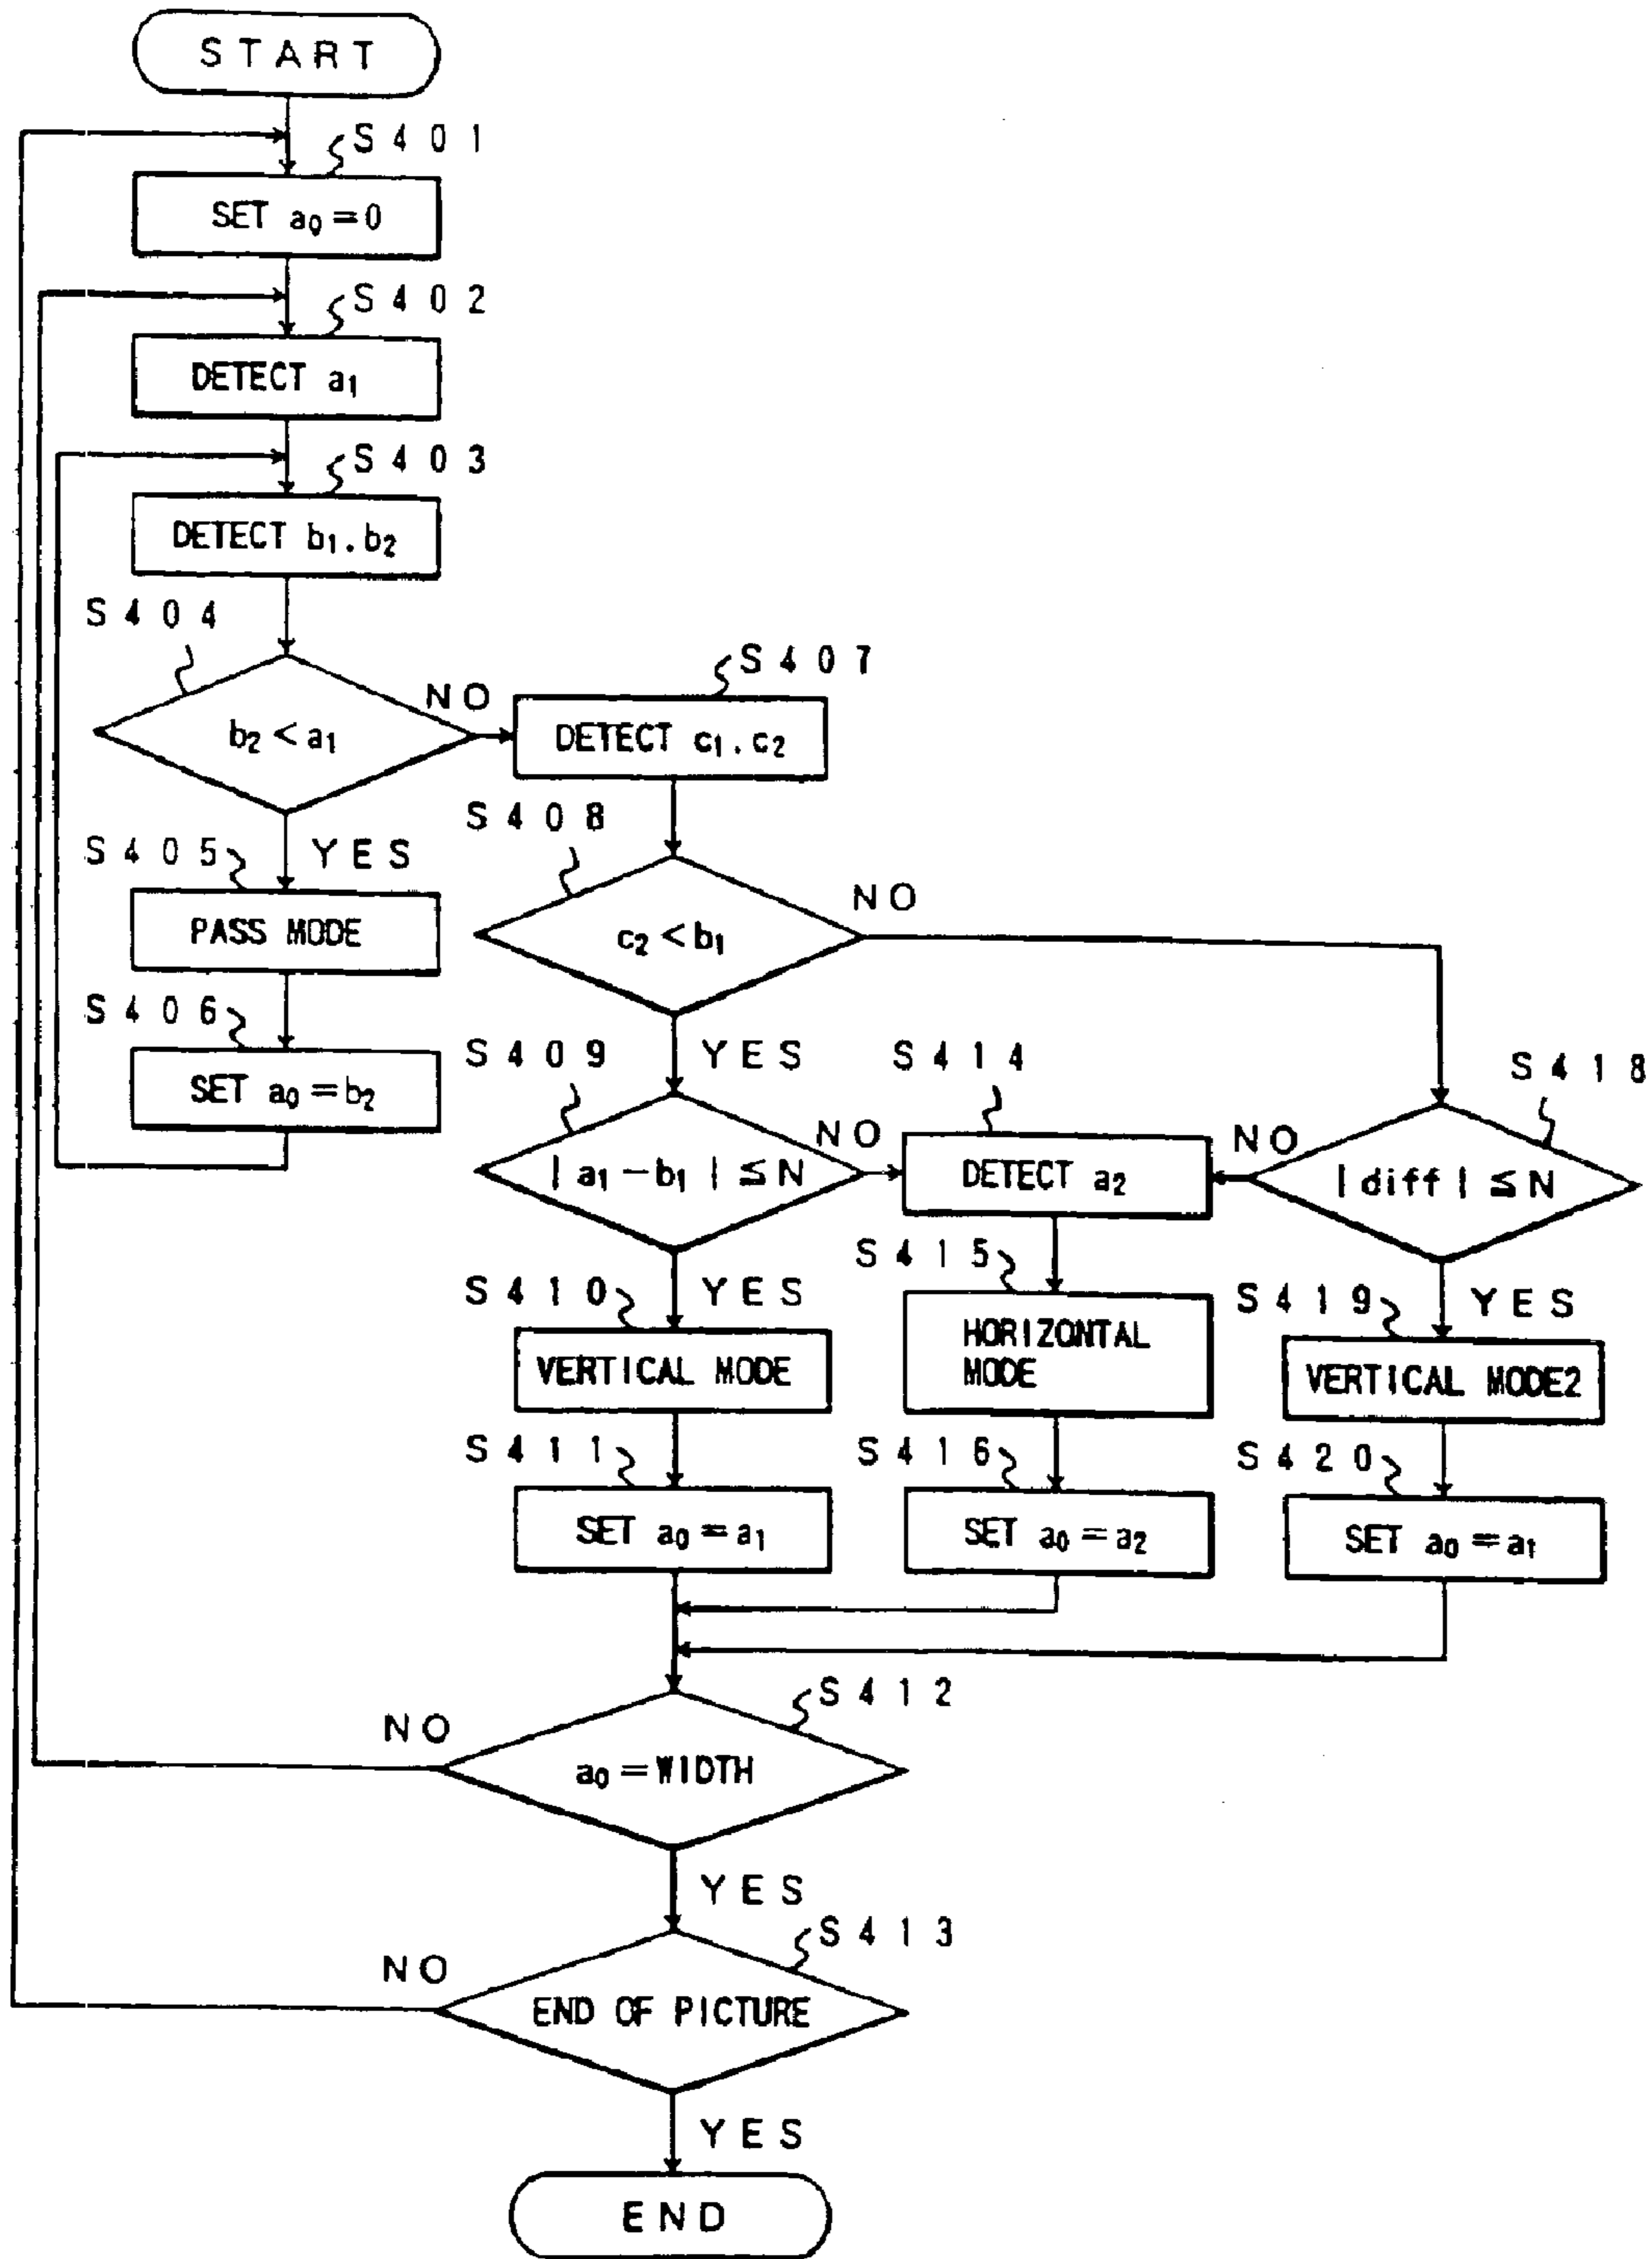 START
S401
SET a₀=0
S402
DETECT a₁
S403
DETECT b₁.b₂
S404
b₂<a₁
NO
S407
DETECT c₁.c₂
YES
S405
PASS MODE
S406
SET a₀=b₂
S408
c₂<b₁
NO
YES
S409
|a₁−b₁|≦N
NO
S414
DETECT a₂
NO
S418
|diff|≦N
YES
S410
VERTICAL MODE
S415
HORIZONTAL
MODE
YES
S419
VERTICAL MODE2
S411
SET a₀=a₁
S416
SET a₀=a₂
S420
SET a₀=a₁
S412
NO
a₀=WIDTH
YES
S413
NO
END OF PICTURE
YES
END